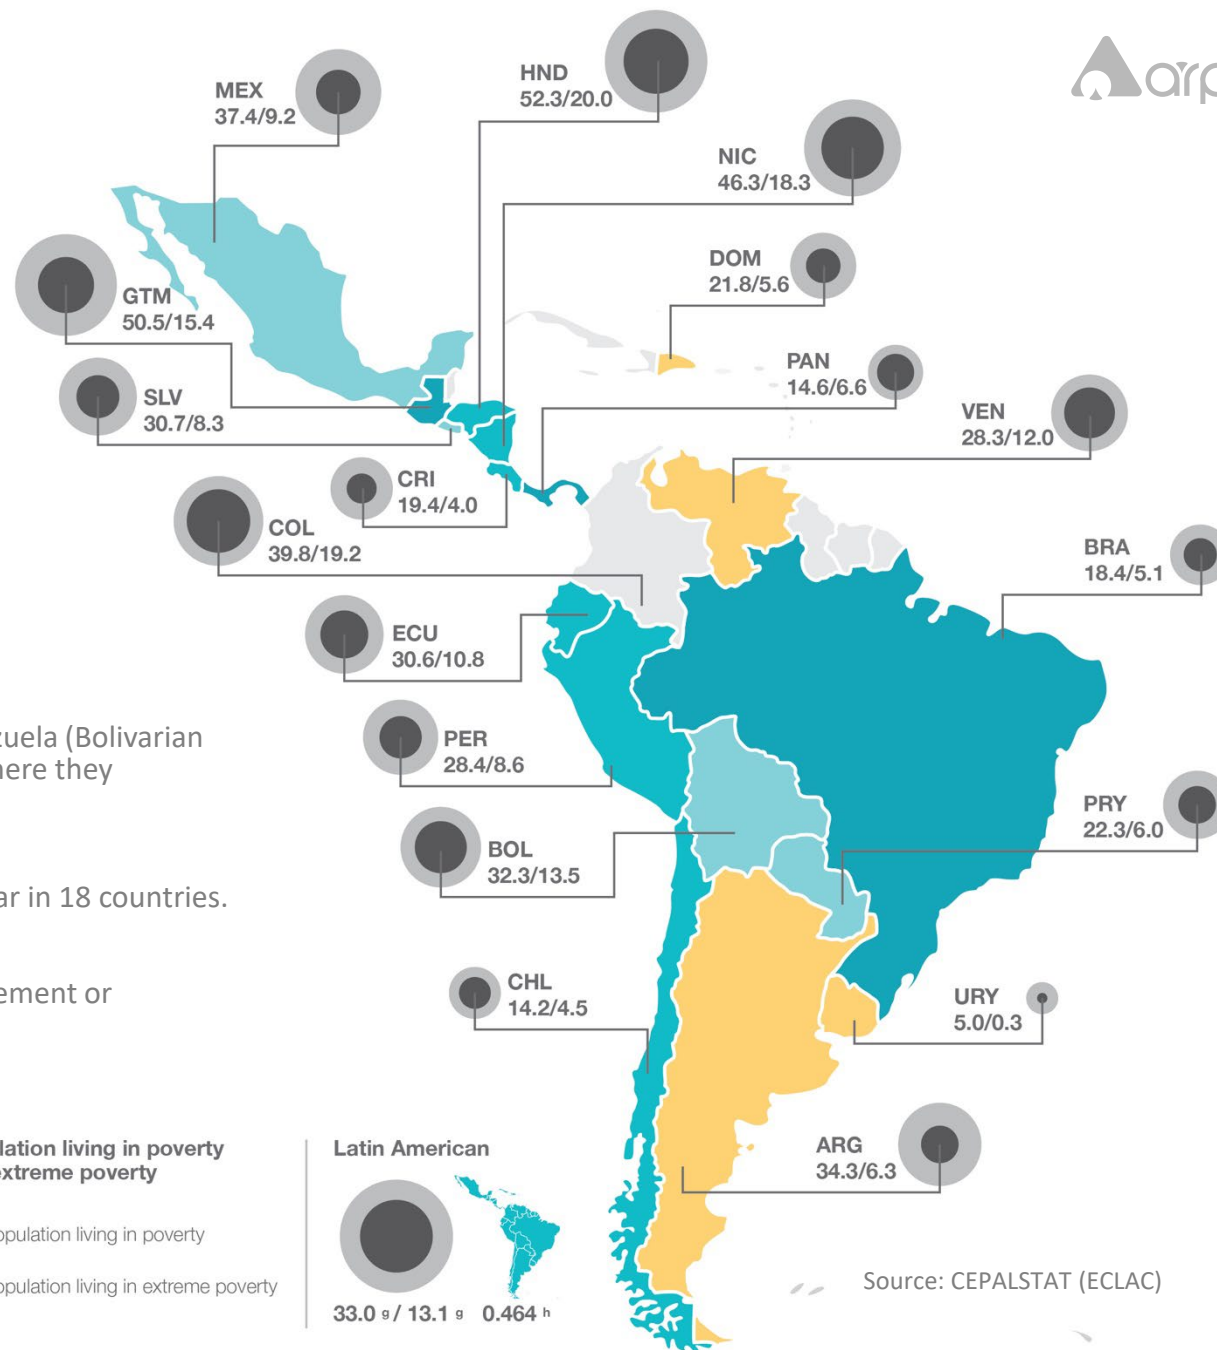 arp
HND
52.3/20.0
MEX
37.4/9.2
NIC
46.3/18.3
DOM
21.8/5.6
GTM
50.5/15.4
PAN
14.6/6.6
SLV
30.7/8.3
VEN
28.3/12.0
CRI
19.4/4.0
COL
39.8/19.2
BRA
18.4/5.1
ECU
30.6/10.8
zuela (Bolivarian
here they
PER
28.4/8.6
PRY
22.3/6.0
BOL
32.3/13.5
ar in 18 countries.
ement or
CHL
14.2/4.5
URY
5.0/0.3
ARG
34.3/6.3
lation living in poverty
extreme poverty
opulation living in poverty
opulation living in extreme poverty
Latin American
33.0 g / 13.1 g 0.464 h
Source: CEPALSTAT (ECLAC)